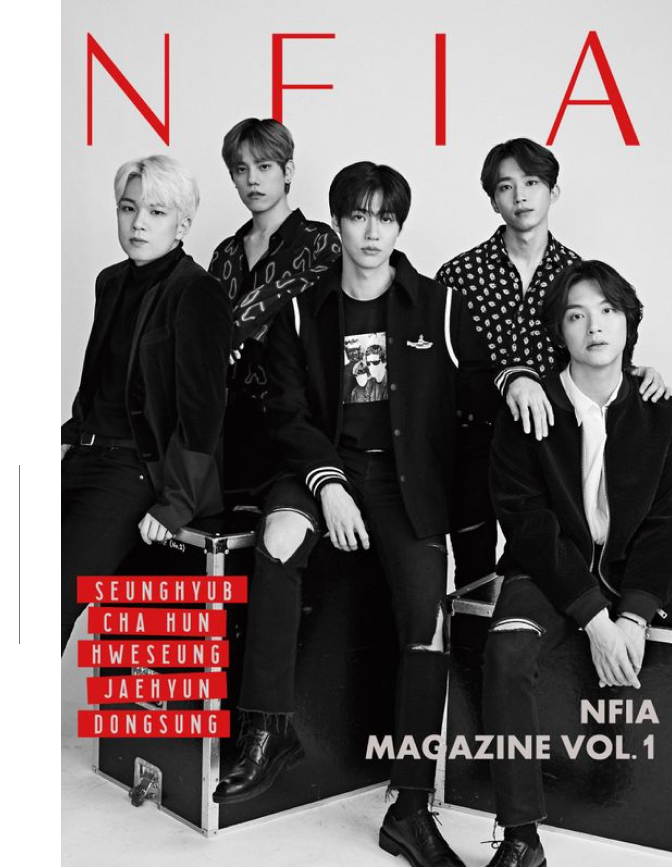 NFIA
SEUNGHYUB
CHA HUN
HWESEUNG
JAEHYUN
DONGSUNG
NFIA
MAGAZINE VOL.1